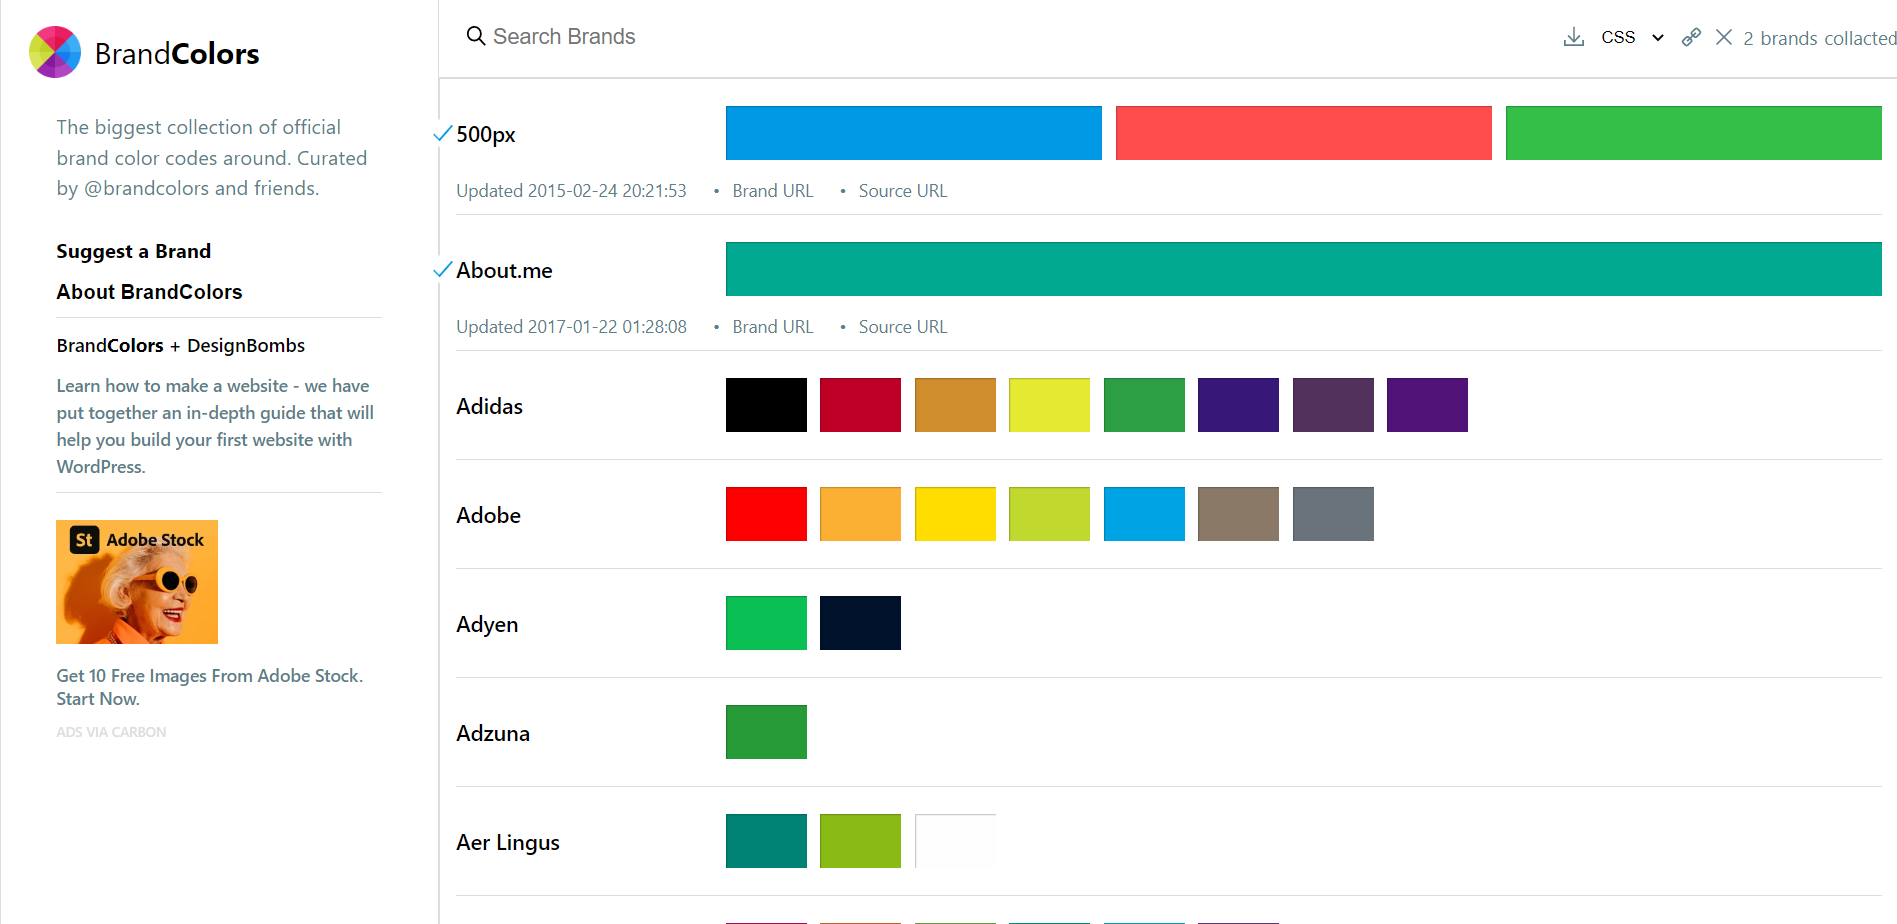 BrandColors
The biggest collection of official
brand color codes around. Curated
by @brandcolors and friends.
Suggest a Brand
About BrandColors
BrandColors + DesignBombs
Learn how to make a website - we have
put together an in-depth guide that will
help you build your first website with
WordPress.
St Adobe Stock
Get 10 Free Images From Adobe Stock.
Start Now.
ADS VIA CARBON
Search Brands
CSS
2 brands collacted
500px
Updated 2015-02-24 20:21:53 • Brand URL • Source URL
About.me
Updated 2017-01-22 01:28:08 • Brand URL • Source URL
Adidas
Adobe
Adyen
Adzuna
Aer Lingus